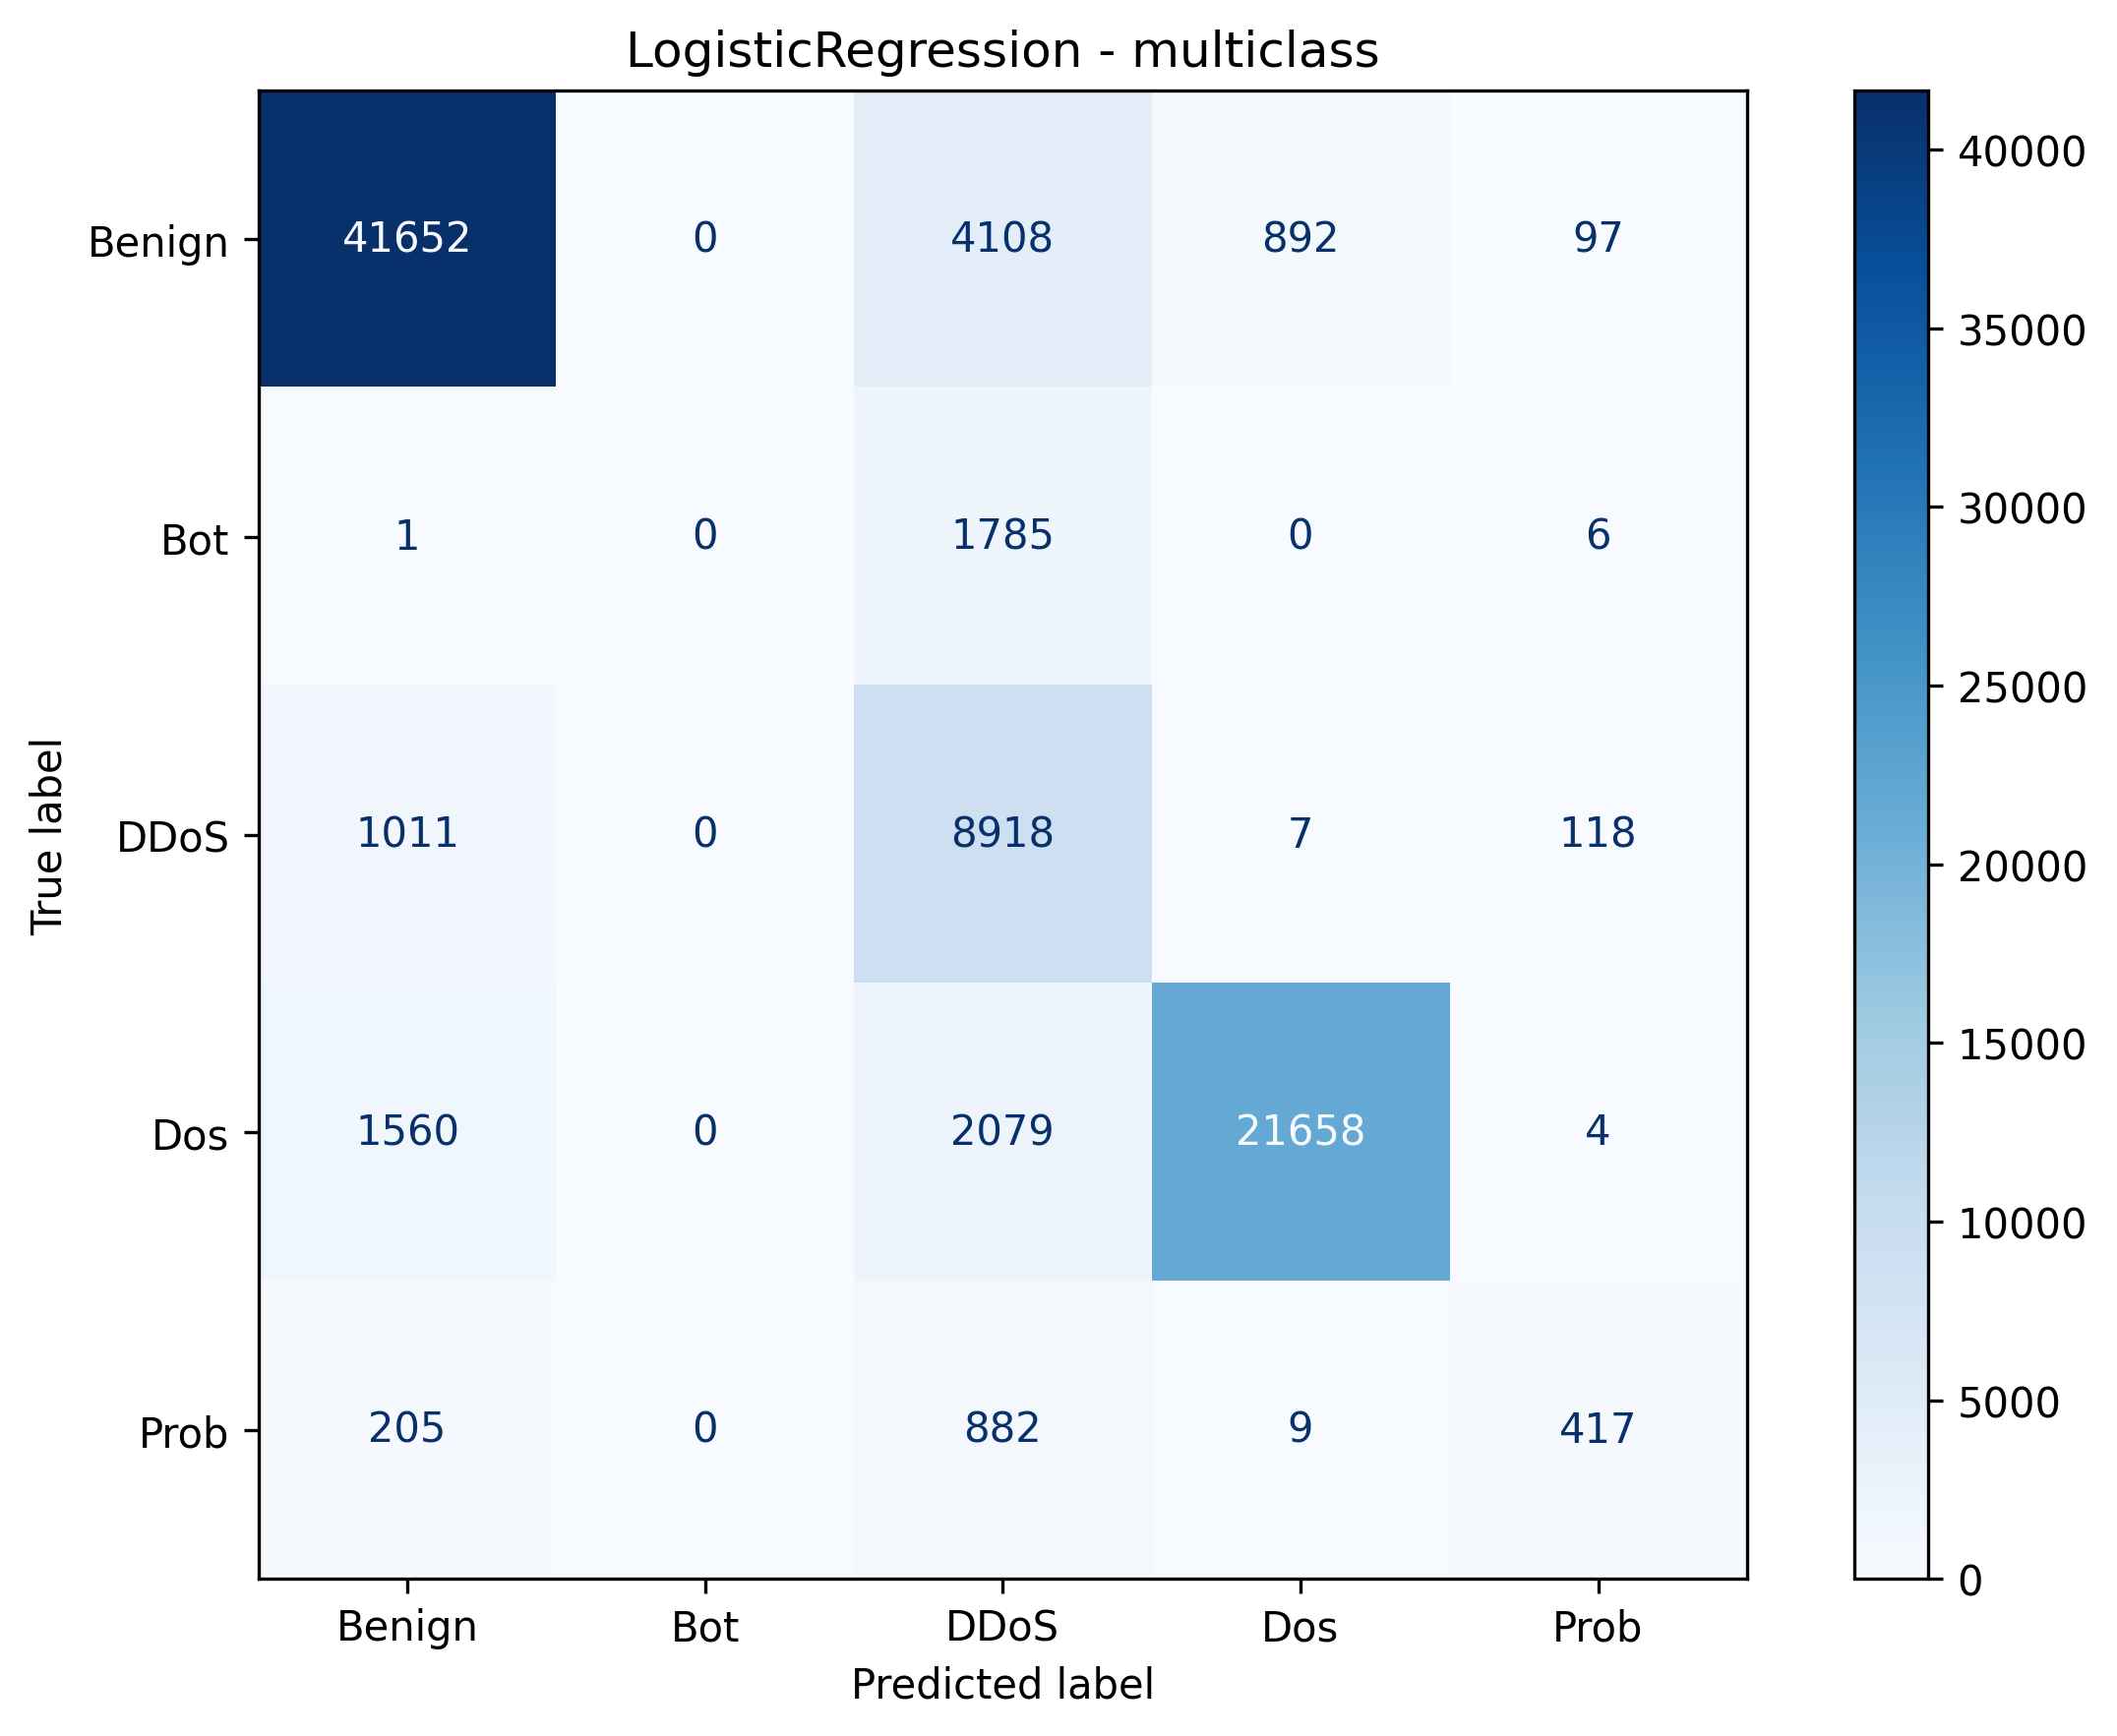 LogisticRegression - multiclass
Benign 41652 0 4108 892 97
Bot 1 0 1785 0 6
DDoS 1011 0 8918 7 118
Dos 1560 0 2079 21658 4
Prob 205 0 882 9 417
Benign Bot DDoS Dos Prob
Predicted label
True label
40000
35000
30000
25000
20000
15000
10000
5000
0